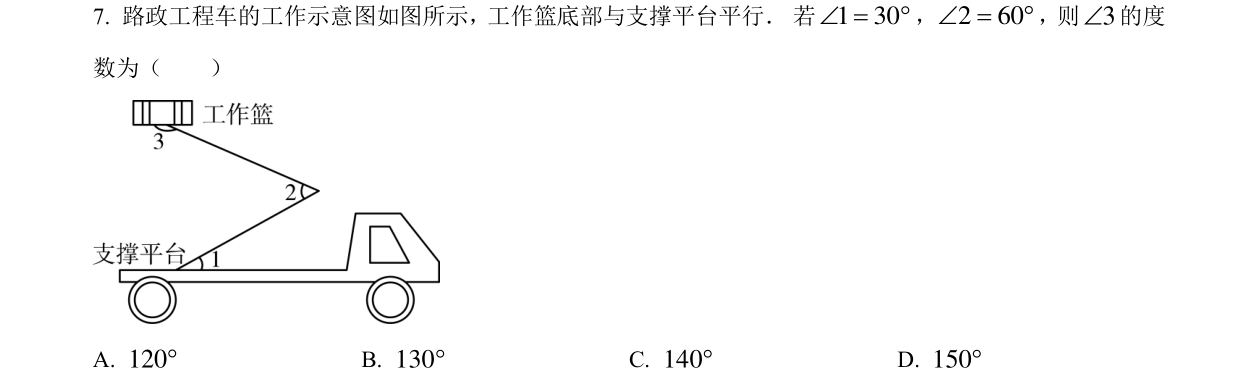 7. 路政工程车的工作示意图如图所示，工作篮底部与支撑平台平行． 若∠1=30°，∠2=60°，则∠3的度
数为（　　）
工作篮
3
2
支撑平台
1
A. 120°　B. 130°　C. 140°　D. 150°